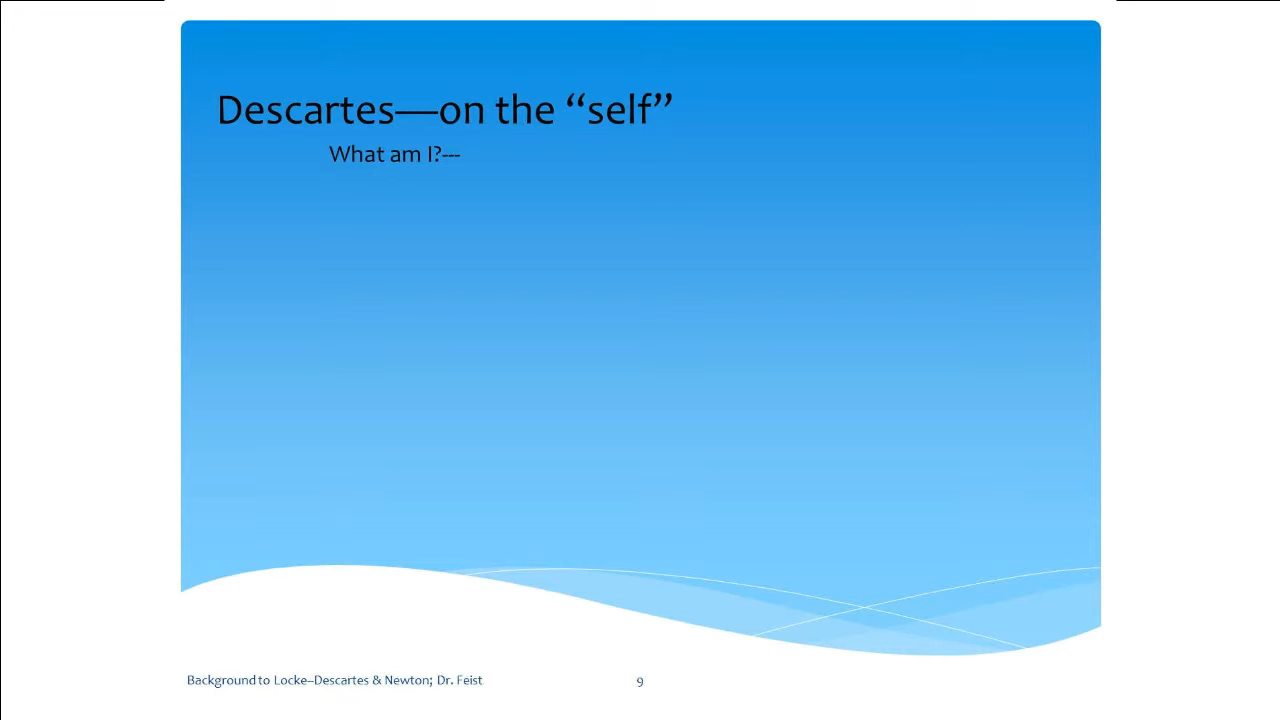 Descartes—on the “self”
What am I?---
Background to Locke--Descartes & Newton; Dr. Feist
9